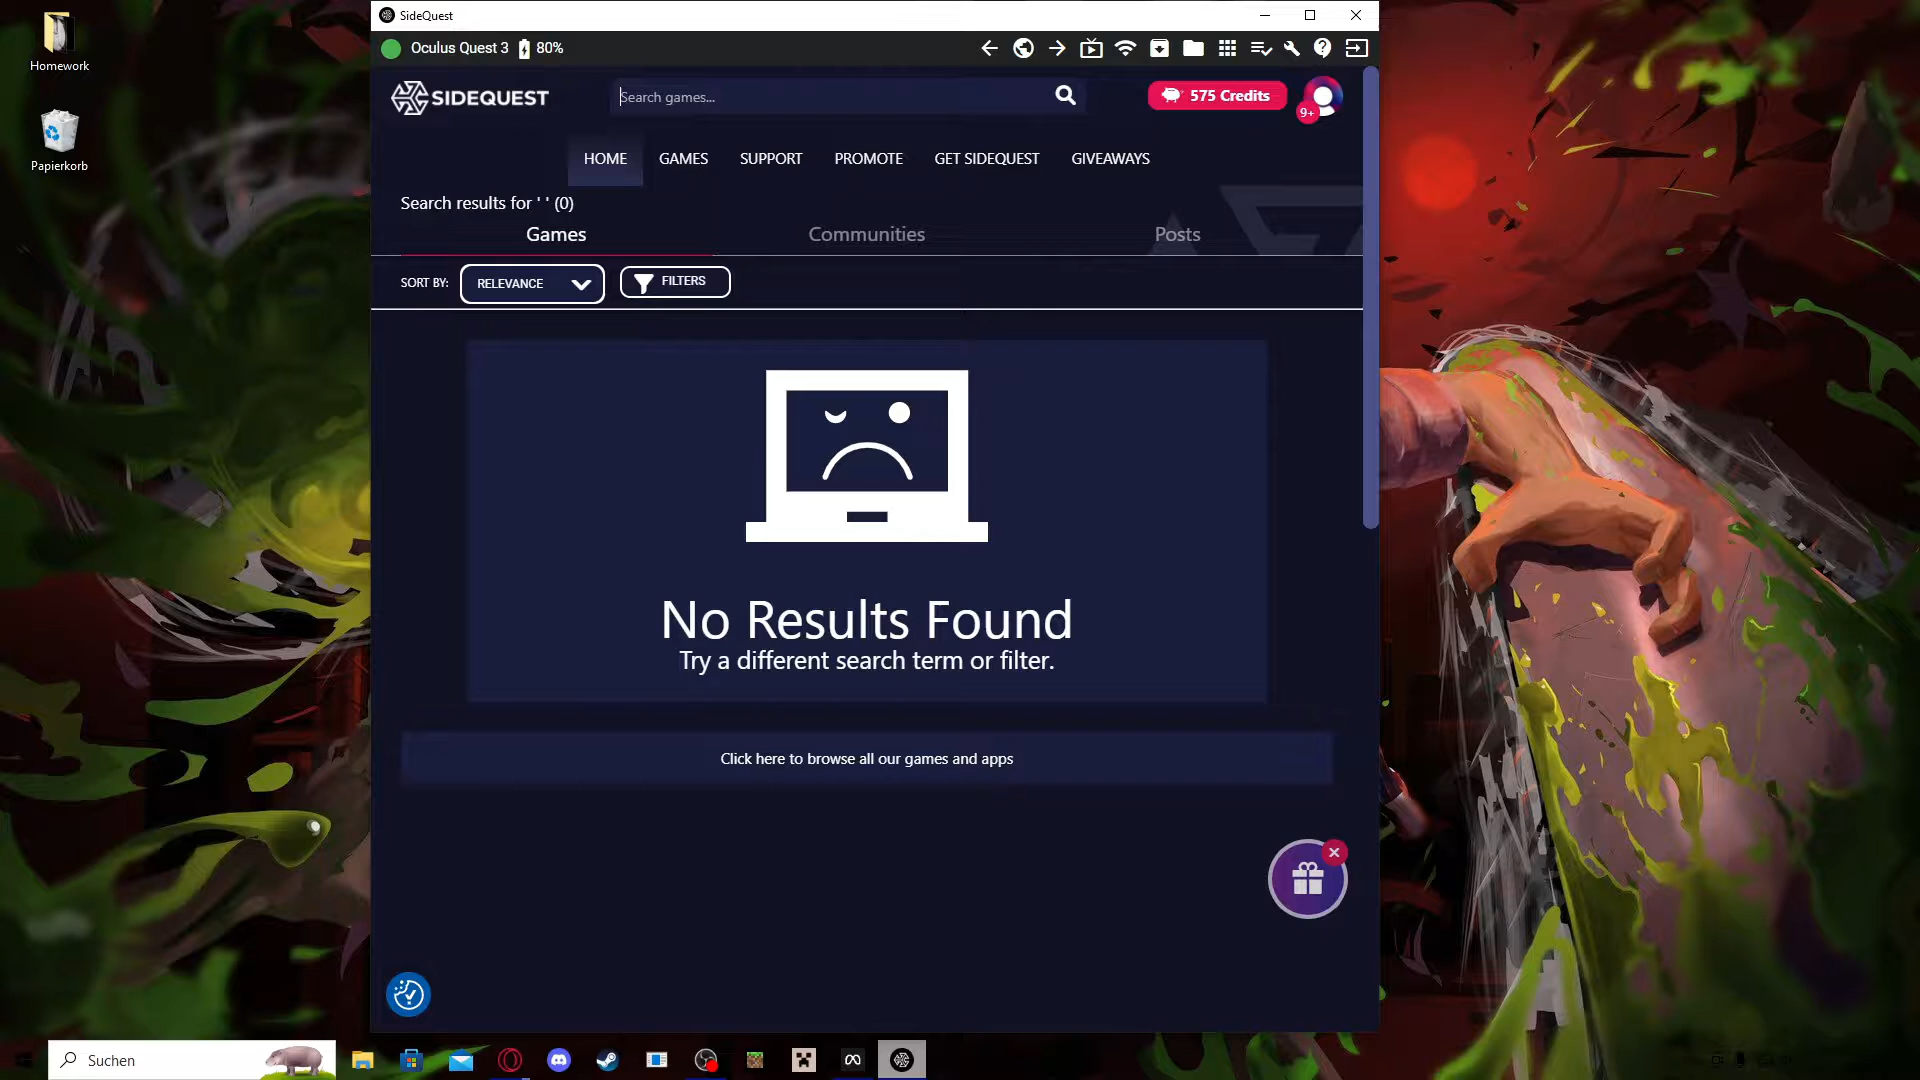 Homework
Papierkorb
SideQuest
Oculus Quest 3 80%
SIDEQUEST
Search games...
575 Credits
9+
HOME GAMES SUPPORT PROMOTE GET SIDEQUEST GIVEAWAYS
Search results for ' ' (0)
Games Communities Posts
SORT BY: RELEVANCE FILTERS
No Results Found
Try a different search term or filter.
Click here to browse all our games and apps
Suchen